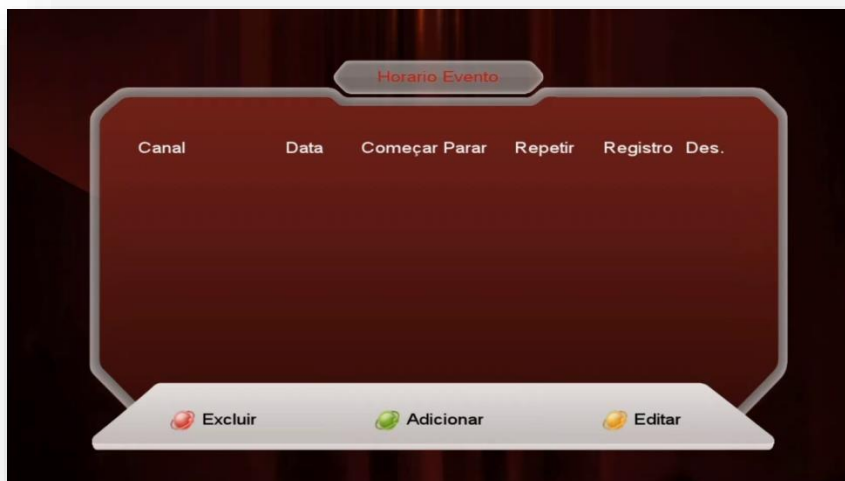 Horario Evento
Canal Data Começar Parar Repetir Registro Des.
Excluir Adicionar Editar